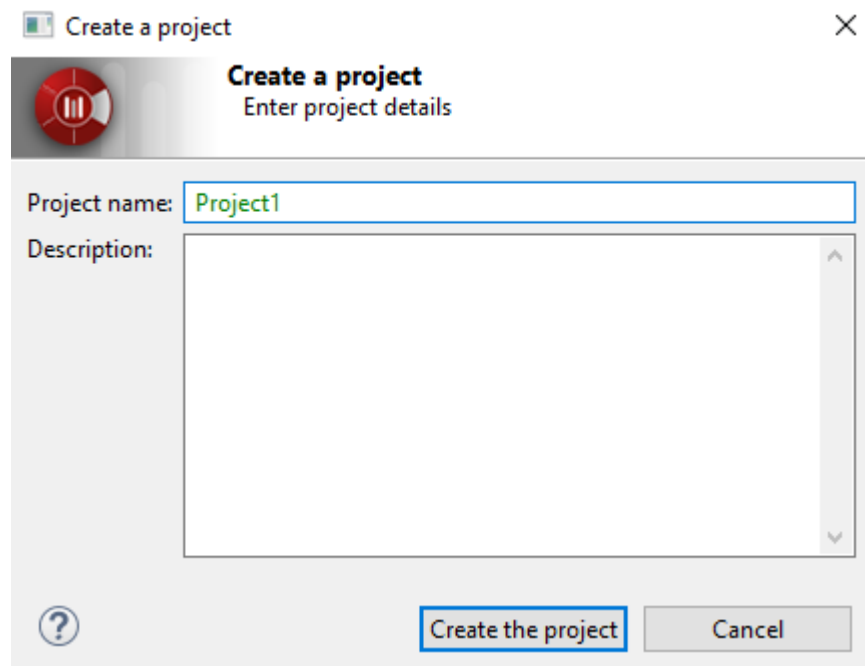 Create a project
Create a project
Enter project details
Project name: Project1
Description:
?
Create the project Cancel